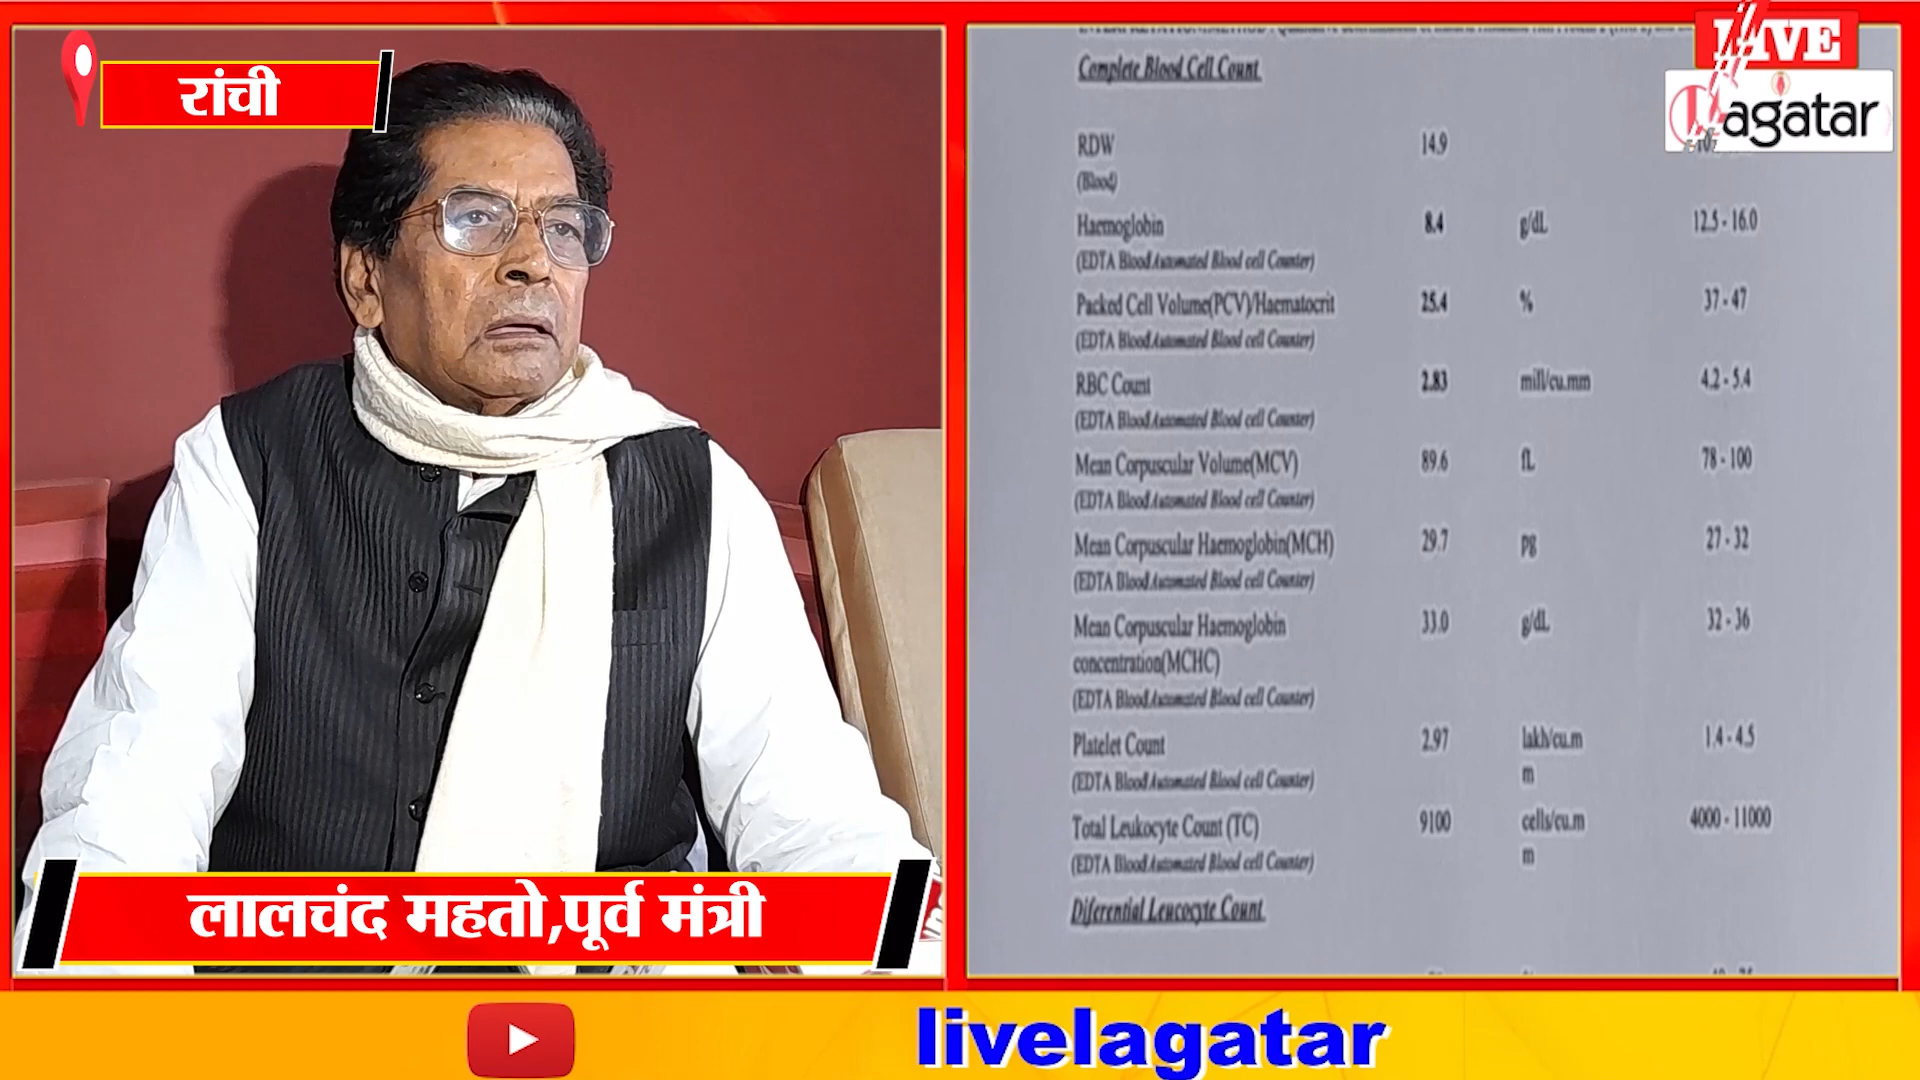 रांची
LIVE
lagatar
Complete Blood Cell Count
RDW 14.9
(Blood)
Haemoglobin 8.4 g/dL 12.5 - 16.0
(EDTA Blood Automated Blood cell Counter)
Packed Cell Volume(PCV)/Haematocrit 25.4 % 37 - 47
(EDTA Blood Automated Blood cell Counter)
RBC Count 2.83 mill/cu.mm 4.2 - 5.4
(EDTA Blood Automated Blood cell Counter)
Mean Corpuscular Volume(MCV) 89.6 fL 78 - 100
(EDTA Blood Automated Blood cell Counter)
Mean Corpuscular Haemoglobin(MCH) 29.7 pg 27 - 32
(EDTA Blood Automated Blood cell Counter)
Mean Corpuscular Haemoglobin 33.0 g/dL 32 - 36
concentration(MCHC)
(EDTA Blood Automated Blood cell Counter)
Platelet Count 2.97 lakh/cu.m 1.4 - 4.5
m
(EDTA Blood Automated Blood cell Counter)
Total Leukocyte Count (TC) 9100 cells/cu.m 4000 - 11000
m
(EDTA Blood Automated Blood cell Counter)
Diferential Leucocyte Count
लालचंद महतो,पूर्व मंत्री
livelagatar